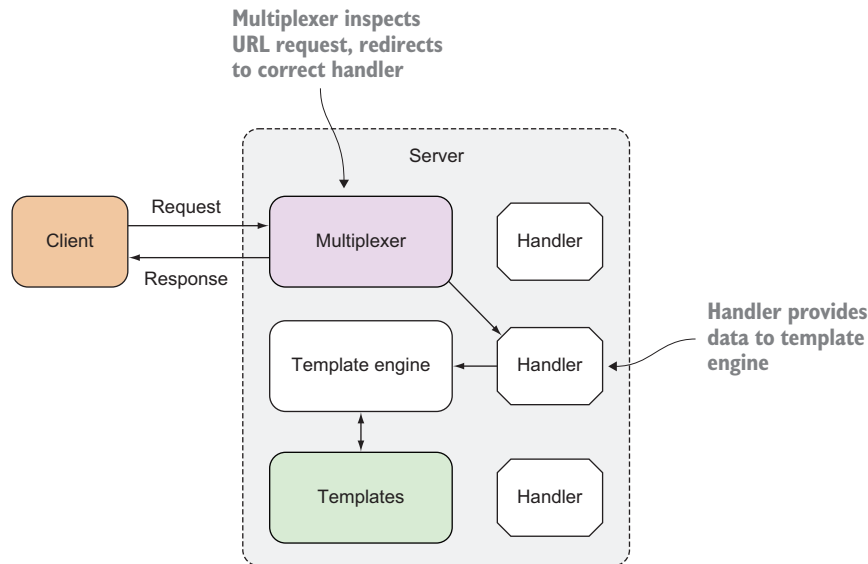 Multiplexer inspects
URL request, redirects
to correct handler
Server
Request
Client
Multiplexer
Handler
Response
Handler provides
data to template
engine
Template engine
Handler
Templates
Handler